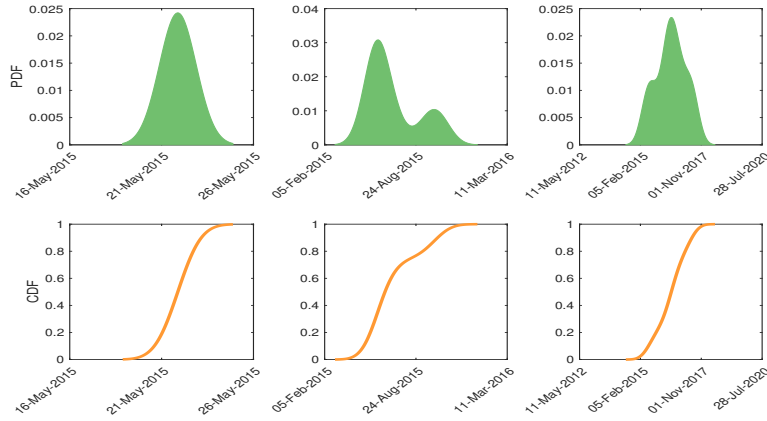 0.025
0.02
0.015
0.01
0.005
0
PDF
16-May-2015
21-May-2015
26-May-2015
0.04
0.03
0.02
0.01
0
05-Feb-2015
24-Aug-2015
11-Mar-2016
0.025
0.02
0.015
0.01
0.005
0
11-May-2012
05-Feb-2015
01-Nov-2017
28-Jul-2020
1
0.8
0.6
0.4
0.2
0
CDF
16-May-2015
21-May-2015
26-May-2015
1
0.8
0.6
0.4
0.2
0
05-Feb-2015
24-Aug-2015
11-Mar-2016
1
0.8
0.6
0.4
0.2
0
11-May-2012
05-Feb-2015
01-Nov-2017
28-Jul-2020